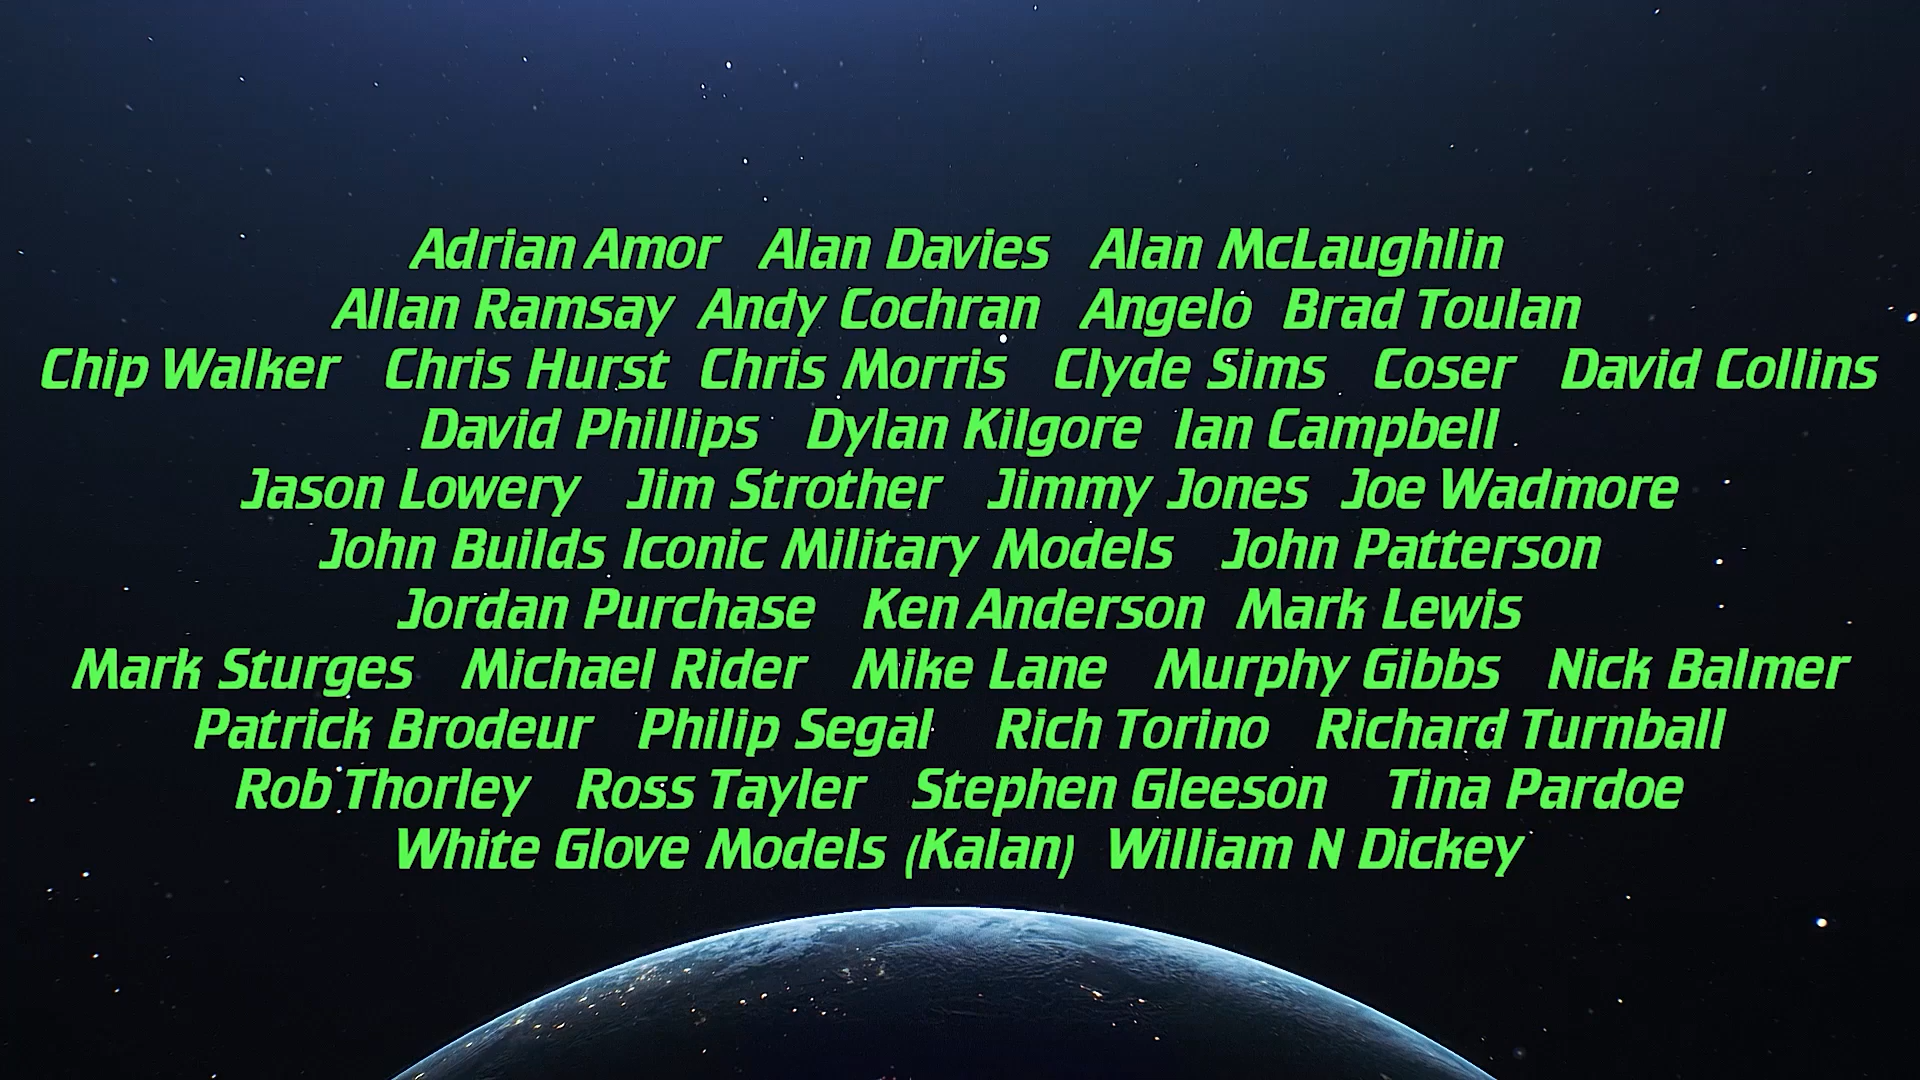 Adrian Amor Alan Davies Alan McLaughlin
Allan Ramsay Andy Cochran Angelo Brad Toulan
Chip Walker Chris Hurst Chris Morris Clyde Sims Coser David Collins
David Phillips Dylan Kilgore Ian Campbell
Jason Lowery Jim Strother Jimmy Jones Joe Wadmore
John Builds Iconic Military Models John Patterson
Jordan Purchase Ken Anderson Mark Lewis
Mark Sturges Michael Rider Mike Lane Murphy Gibbs Nick Balmer
Patrick Brodeur Philip Segal Rich Torino Richard Turnball
Rob Thorley Ross Tayler Stephen Gleeson Tina Pardoe
White Glove Models (Kalan) William N Dickey